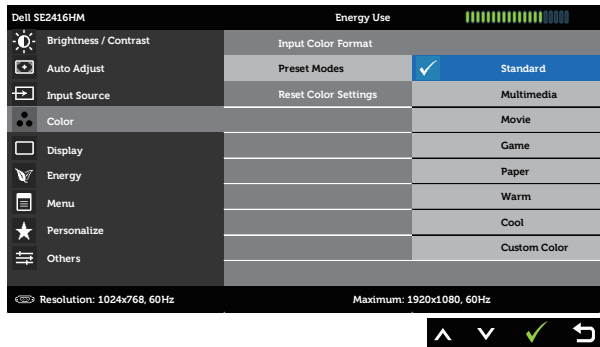 Dell SE2416HM Energy Use
Brightness / Contrast Input Color Format
Auto Adjust Preset Modes Standard
Input Source Reset Color Settings Multimedia
Color Movie
Display Game
Energy Paper
Menu Warm
Personalize Cool
Others Custom Color
Resolution: 1024x768, 60Hz Maximum: 1920x1080, 60Hz